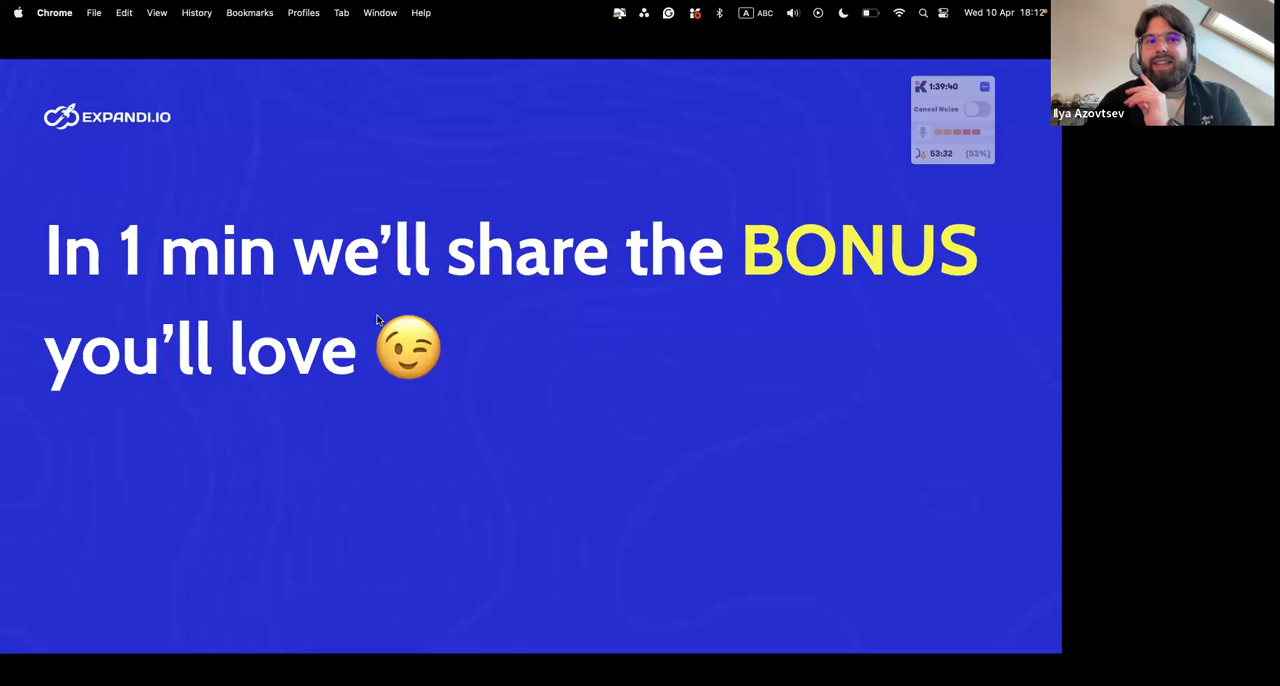 Chrome File Edit View History Bookmarks Profiles Tab Window Help A ABC Wed 10 Apr 18:12
EXPANDI.IO
1:39:40
Cancel Noise
53:32 (53%)
Ilya Azovtsev
In 1 min we’ll share the BONUS
you’ll love 😉